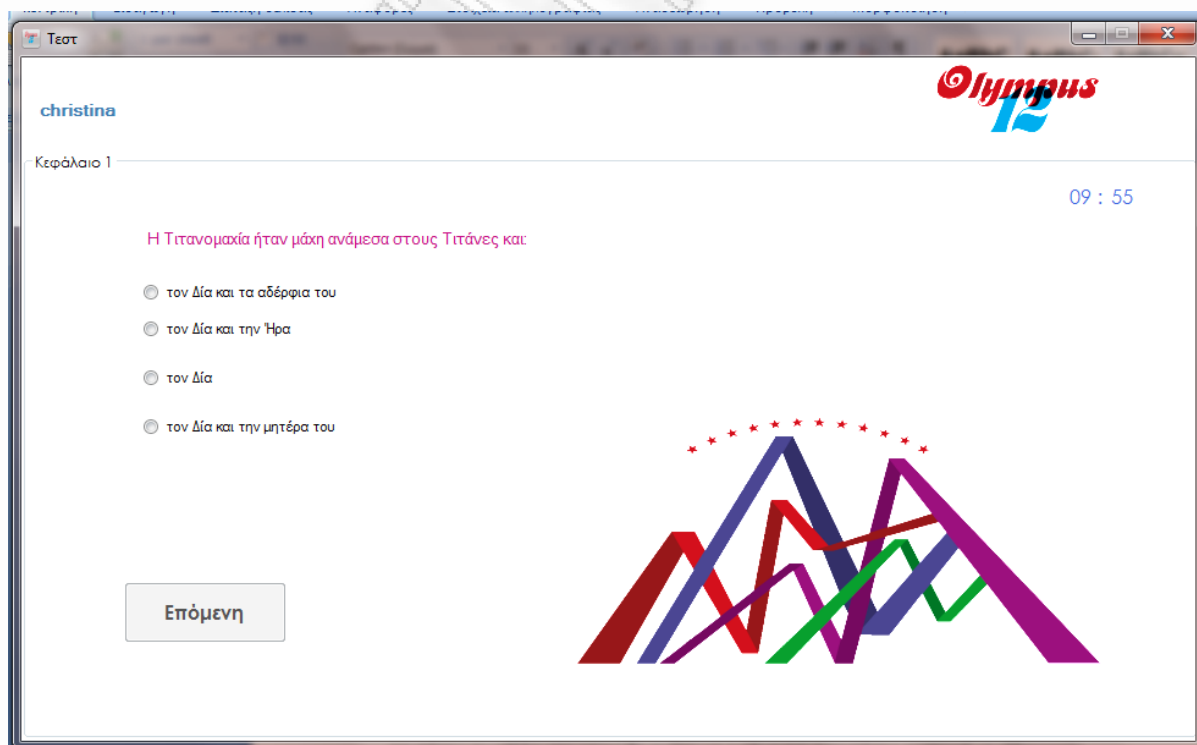 Τεστ
Olympus
12
christina
Κεφάλαιο 1
09 : 55
Η Τιτανομαχία ήταν μάχη ανάμεσα στους Τιτάνες και:
τον Δία και τα αδέρφια του
τον Δία και την Ήρα
τον Δία
τον Δία και την μητέρα του
Επόμενη